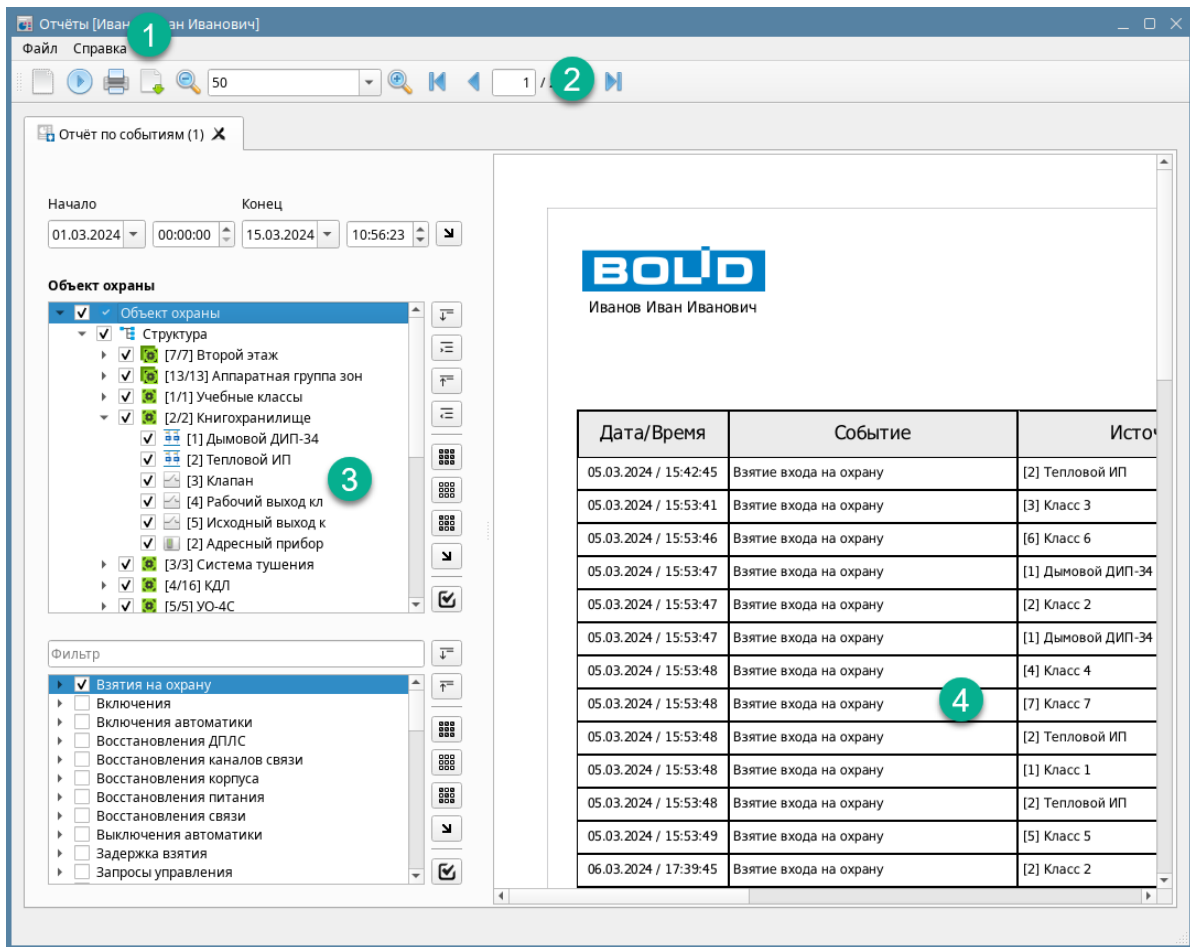 Отчёты [Иван ан Иванович]
1
Файл Справка
50
1 /
2
Отчёт по событиям (1)
Начало Конец
01.03.2024 00:00:00 15.03.2024 10:56:23
Объект охраны
Объект охраны
Структура
[7/7] Второй этаж
[13/13] Аппаратная группа зон
[1/1] Учебные классы
[2/2] Книгохранилище
[1] Дымовой ДИП-34
[2] Тепловой ИП
[3] Клапан
3
[4] Рабочий выход кл
[5] Исходный выход к
[2] Адресный прибор
[3/3] Система тушения
[4/16] КДЛ
[5/5] УО-4С
Фильтр
Взятия на охрану
Включения
Включения автоматики
Восстановления ДПЛС
Восстановления каналов связи
Восстановления корпуса
Восстановления питания
Восстановления связи
Выключения автоматики
Задержка взятия
Запросы управления
BOLID
Иванов Иван Иванович
Дата/Время Событие Источ
05.03.2024 / 15:42:45 Взятие входа на охрану [2] Тепловой ИП
05.03.2024 / 15:53:41 Взятие входа на охрану [3] Класс 3
05.03.2024 / 15:53:46 Взятие входа на охрану [6] Класс 6
05.03.2024 / 15:53:47 Взятие входа на охрану [1] Дымовой ДИП-34
05.03.2024 / 15:53:47 Взятие входа на охрану [2] Класс 2
05.03.2024 / 15:53:47 Взятие входа на охрану [1] Дымовой ДИП-34
05.03.2024 / 15:53:48 Взятие входа на охрану [4] Класс 4
05.03.2024 / 15:53:48 Взятие входа на охрану [7] Класс 7
4
05.03.2024 / 15:53:48 Взятие входа на охрану [2] Тепловой ИП
05.03.2024 / 15:53:48 Взятие входа на охрану [1] Класс 1
05.03.2024 / 15:53:48 Взятие входа на охрану [2] Тепловой ИП
05.03.2024 / 15:53:49 Взятие входа на охрану [5] Класс 5
06.03.2024 / 17:39:45 Взятие входа на охрану [2] Класс 2